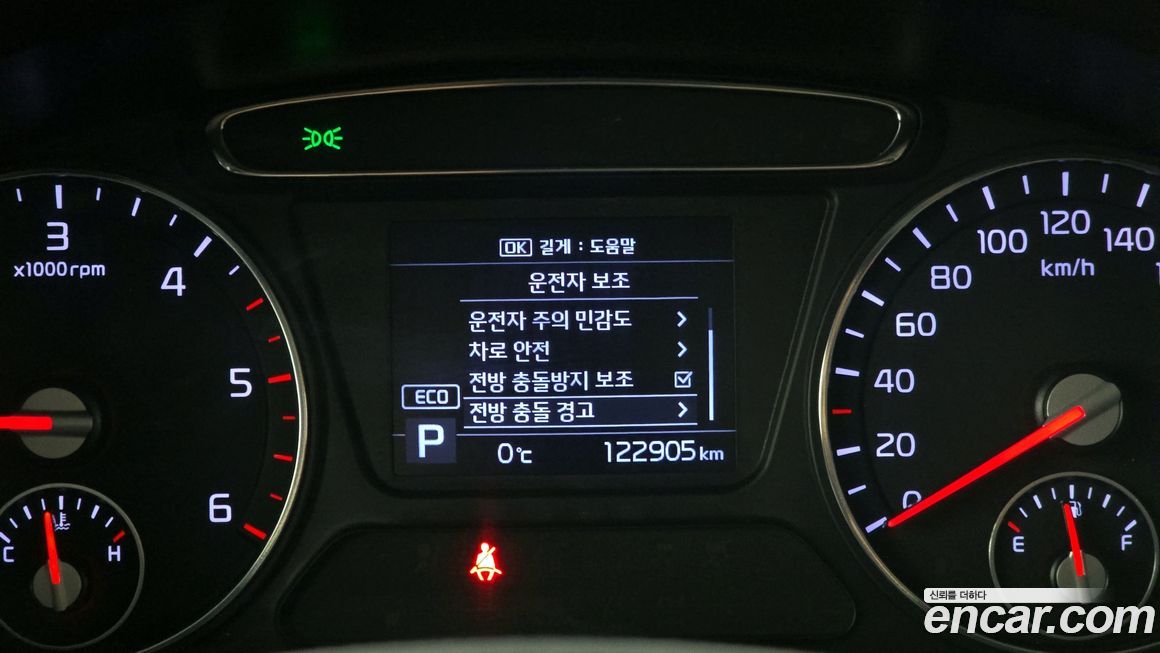 OK 길게 : 도움말
운전자 보조
운전자 주의 민감도
차로 안전
전방 충돌방지 보조
전방 충돌 경고
ECO
P
0℃
122905 km
3
x1000rpm
4
5
6
C
H
0
20
40
60
80
100
120
140
km/h
E
F
신뢰를 더하다
encar.com